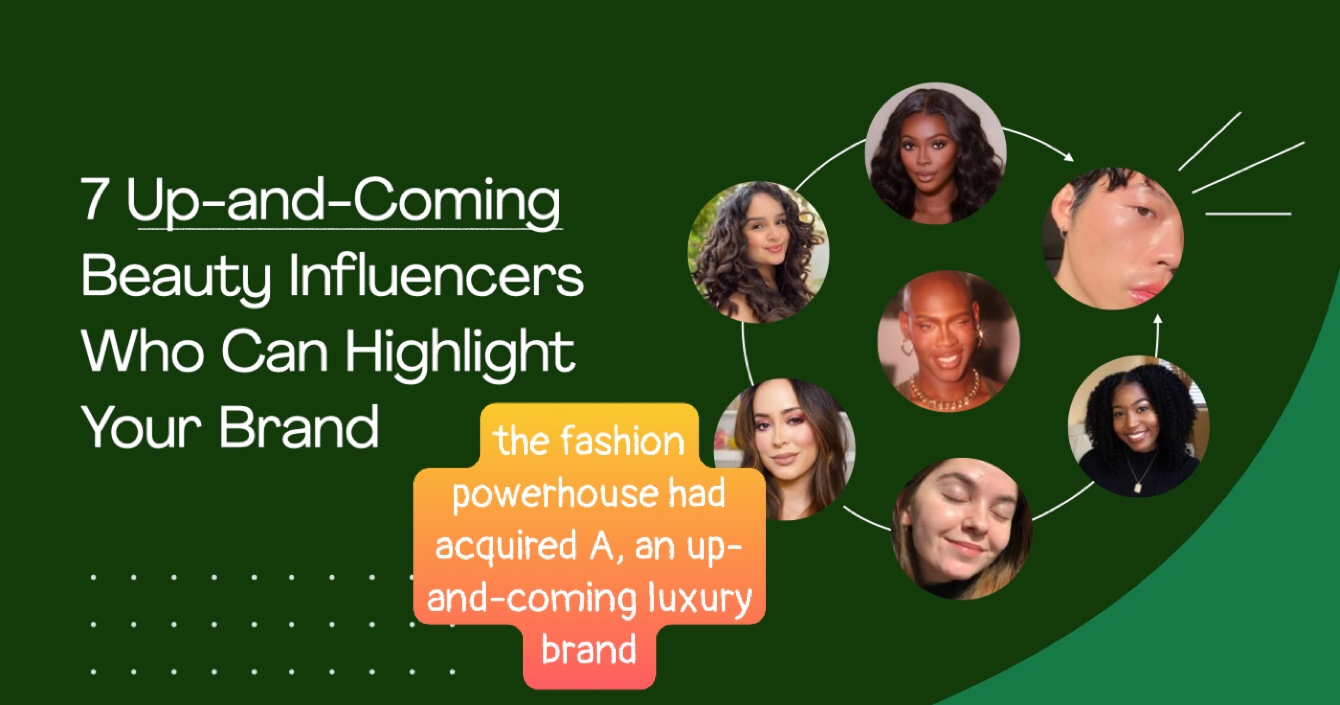 7 Up-and-Coming
Beauty Influencers
Who Can Highlight
Your Brand
the fashion
powerhouse had
acquired A, an up-
and-coming luxury
brand